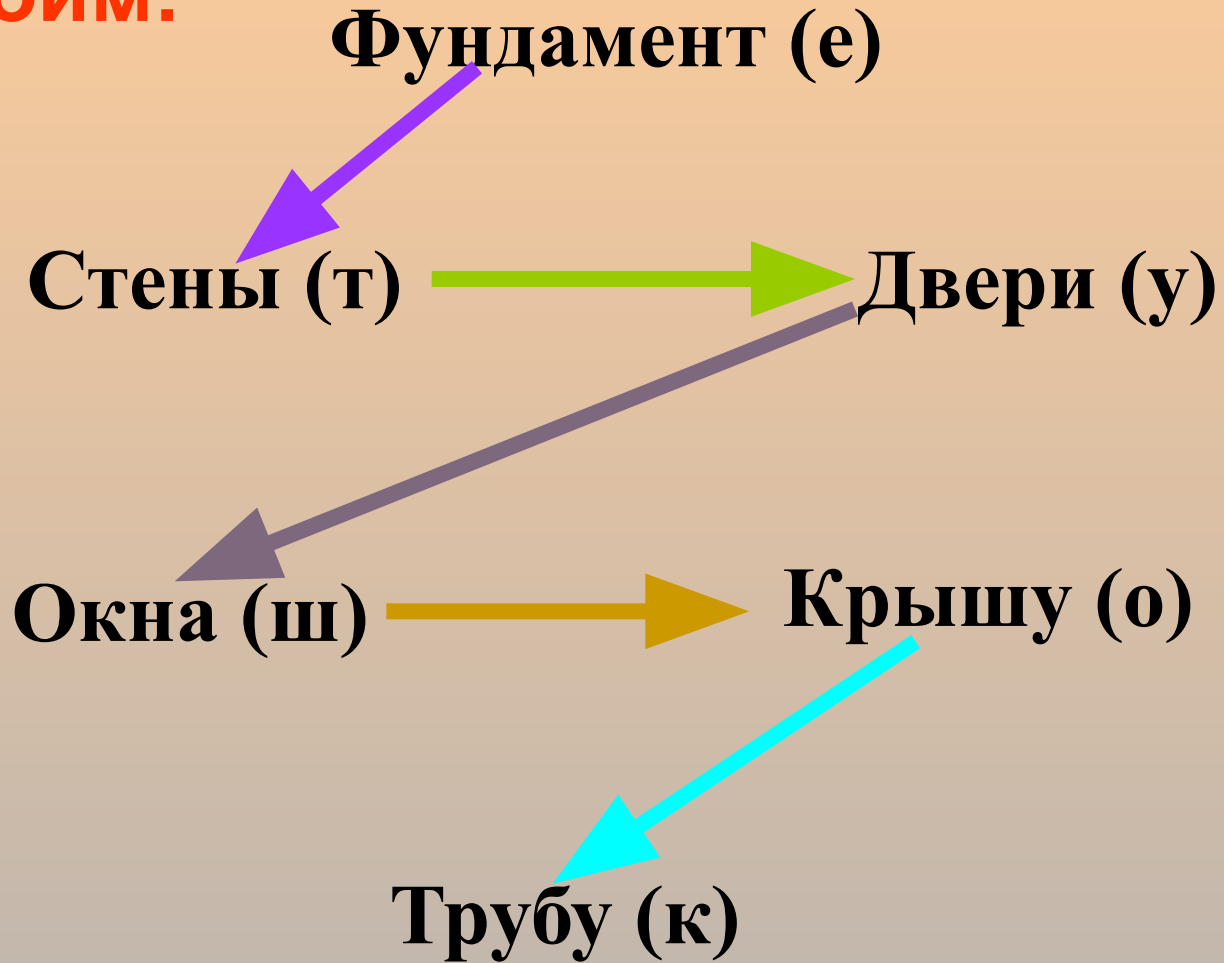 Фундамент (е)
Стены (т)
Двери (у)
Окна (ш)
Крышу (о)
Трубу (к)